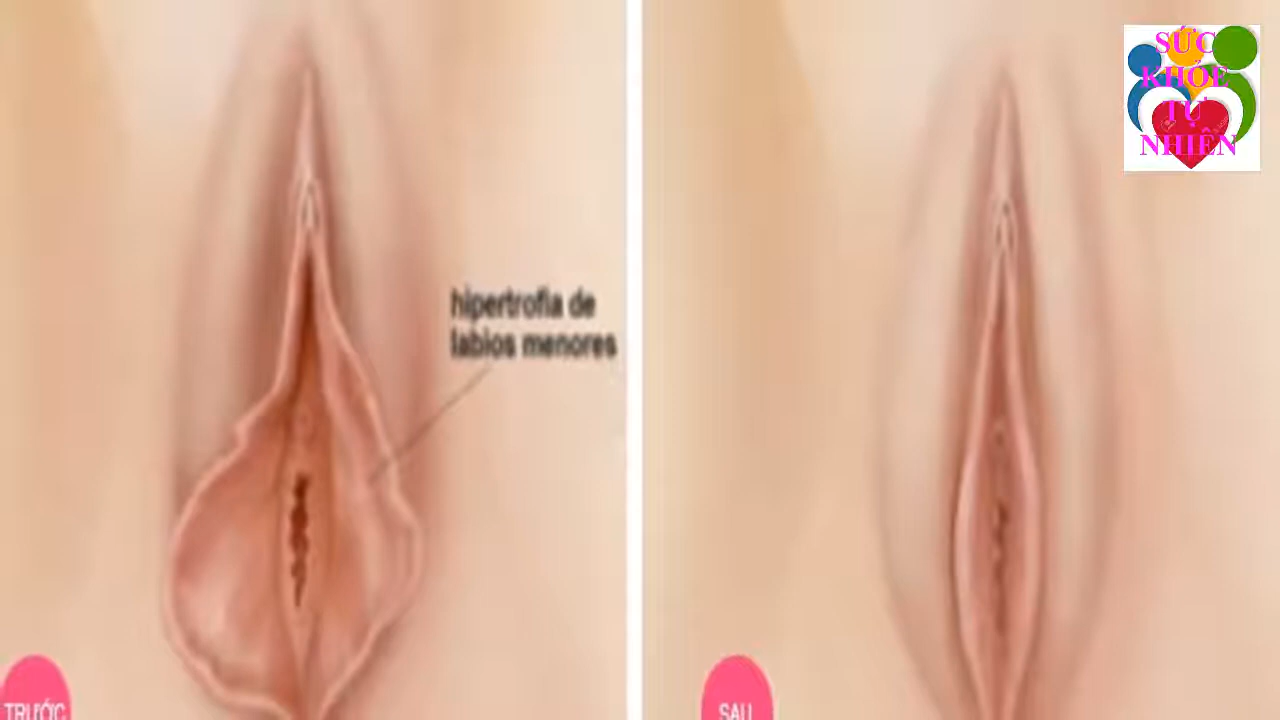 SỨC
KHỎE
TỰ
NHIÊN
hipertrofia de
labios menores
TRƯỚC
SAU